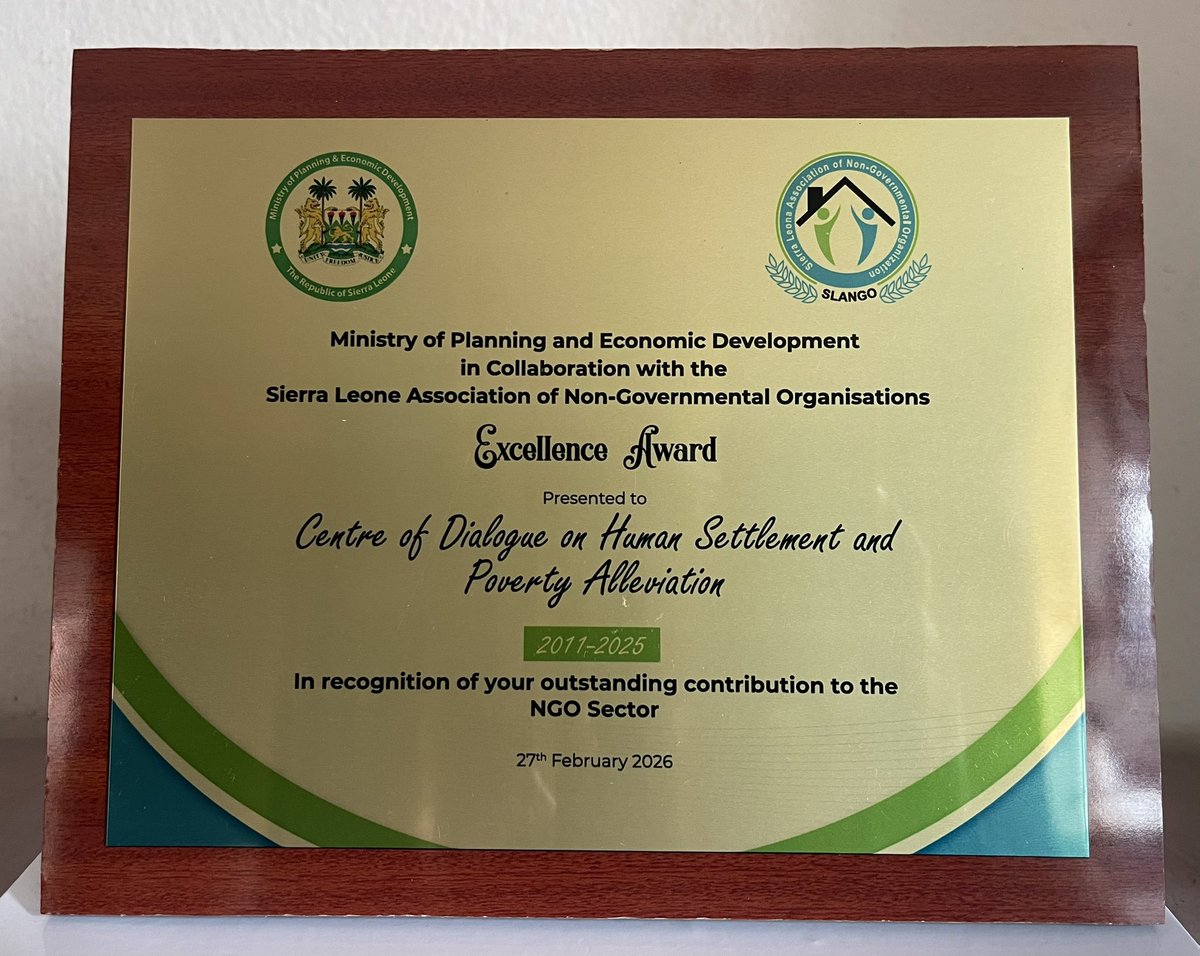 Ministry of Planning & Economic Development
The Republic of Sierra Leone
UNITY FREEDOM JUSTICE
Sierra Leona Association of Non-Governmental Organization
SLANGO
Ministry of Planning and Economic Development
in Collaboration with the
Sierra Leone Association of Non-Governmental Organisations
Excellence Award
Presented to
Centre of Dialogue on Human Settlement and
Poverty Alleviation
2011-2025
In recognition of your outstanding contribution to the
NGO Sector
27th February 2026